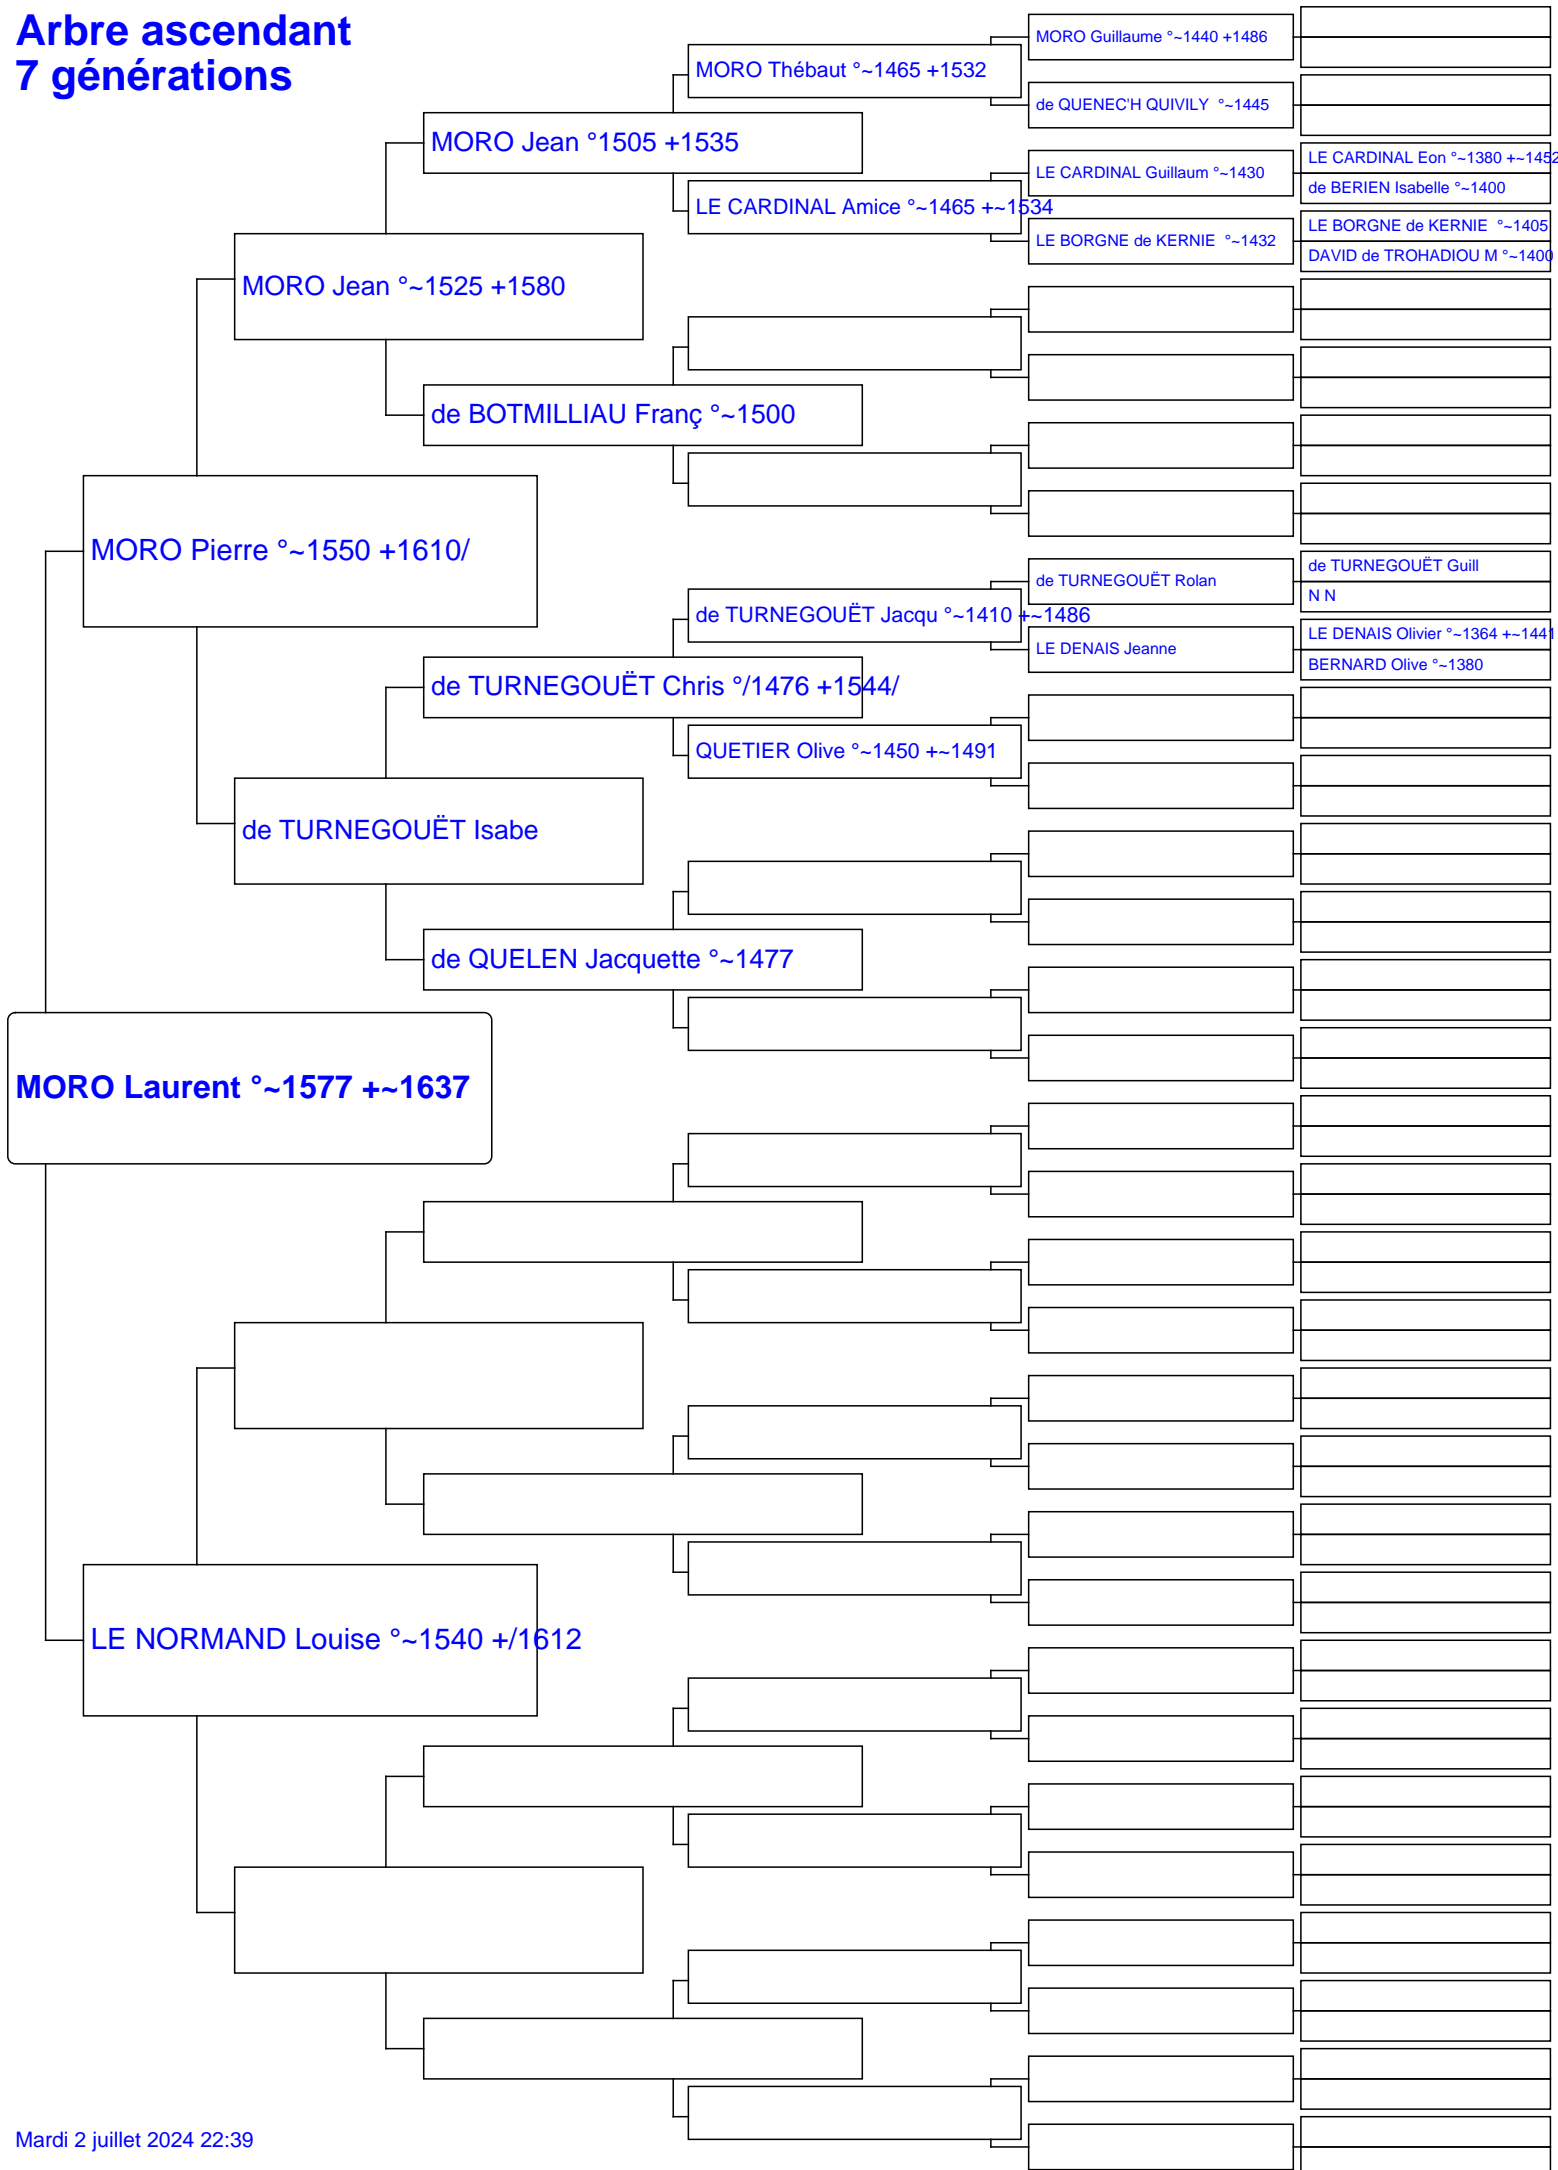 Arbre ascendant
7 générations
MORO Guillaume °~1440 +1486
MORO Thébaut °~1465 +1532
de QUENEC'H QUIVILY °~1445
MORO Jean °1505 +1535
LE CARDINAL Eon °~1380 +~1452
LE CARDINAL Guillaum °~1430
de BERIEN Isabelle °~1400
LE CARDINAL Amice °~1465 +~1534
LE BORGNE de KERNIE °~1405
LE BORGNE de KERNIE °~1432
DAVID de TROHADIOU M °~1400
MORO Jean °~1525 +1580
de BOTMILLIAU Franç °~1500
MORO Pierre °~1550 +1610/
de TURNEGOUËT Guill
de TURNEGOUËT Rolan
N N
de TURNEGOUËT Jacqu °~1410 +~1486
LE DENAIS Olivier °~1364 +~1441
LE DENAIS Jeanne
BERNARD Olive °~1380
de TURNEGOUËT Chris °/1476 +1544/
QUETIER Olive °~1450 +~1491
de TURNEGOUËT Isabe
de QUELEN Jacquette °~1477
MORO Laurent °~1577 +~1637
LE NORMAND Louise °~1540 +/1612
Mardi 2 juillet 2024 22:39